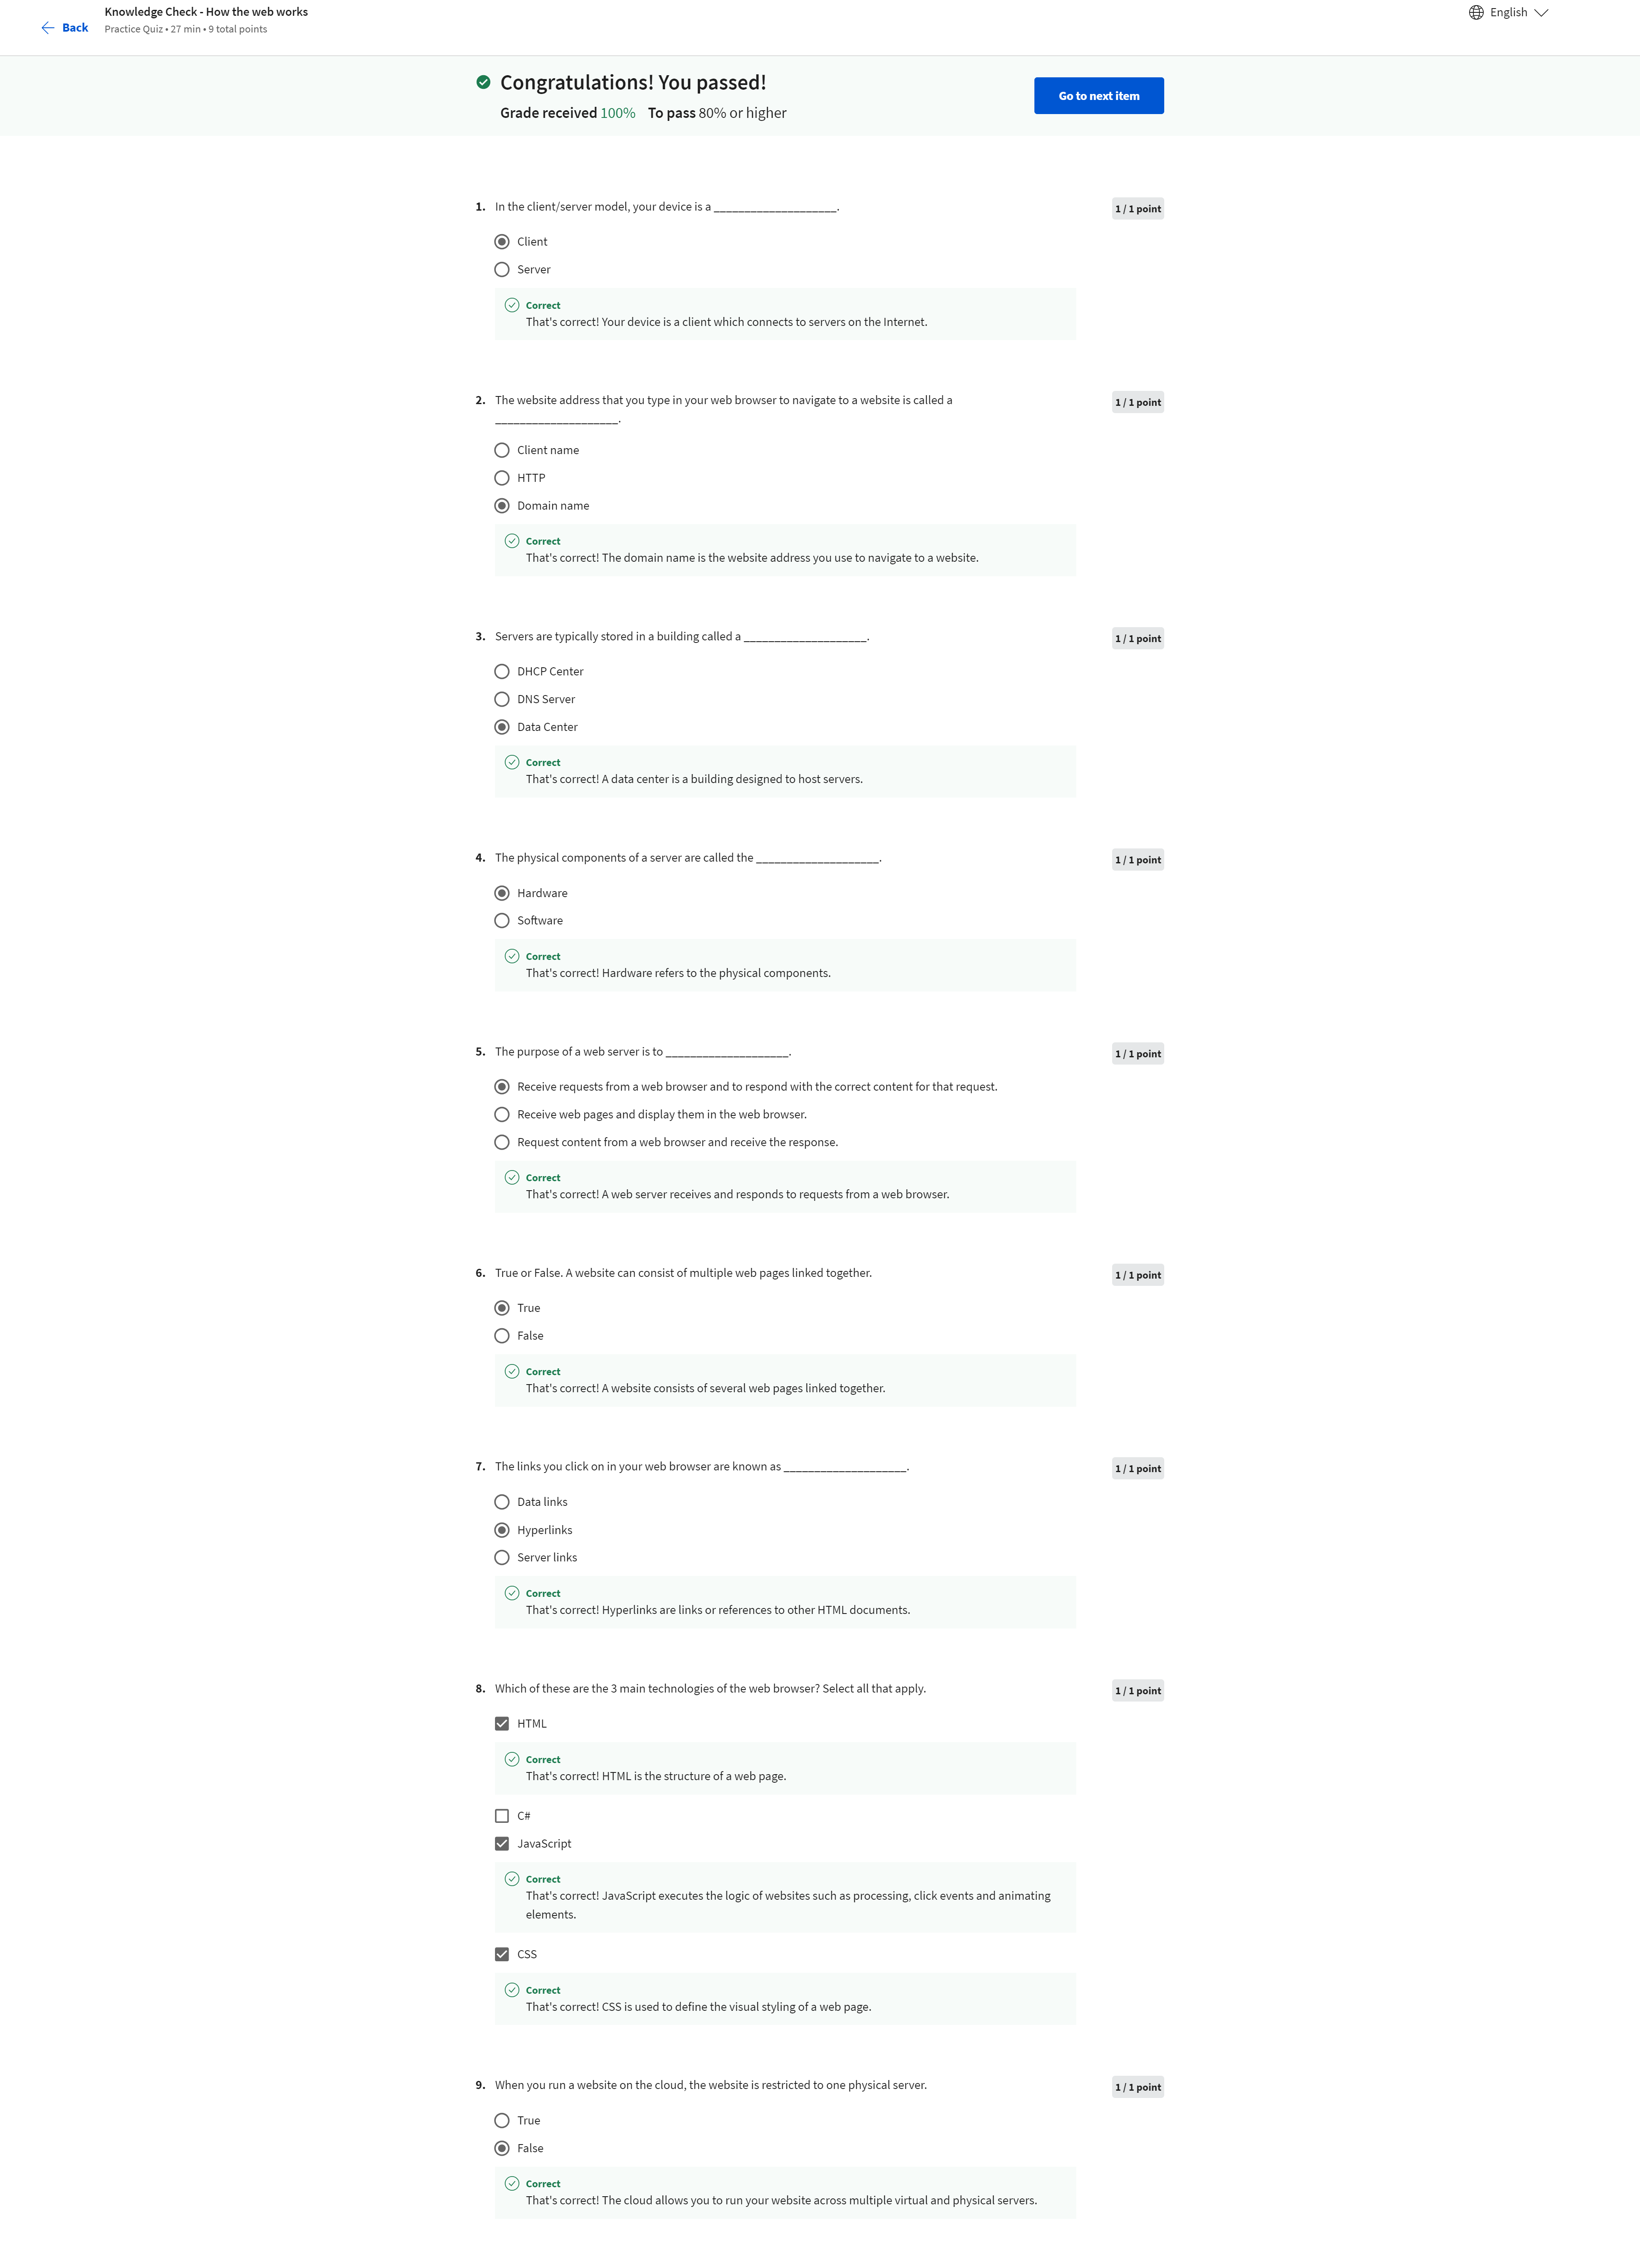 Back
Knowledge Check - How the web works
Practice Quiz • 27 min • 9 total points
English
Congratulations! You passed!
Grade received 100% To pass 80% or higher
Go to next item
1. In the client/server model, your device is a ____________________.
1 / 1 point
Client
Server
Correct
That's correct! Your device is a client which connects to servers on the Internet.
2. The website address that you type in your web browser to navigate to a website is called a
____________________.
1 / 1 point
Client name
HTTP
Domain name
Correct
That's correct! The domain name is the website address you use to navigate to a website.
3. Servers are typically stored in a building called a ____________________.
1 / 1 point
DHCP Center
DNS Server
Data Center
Correct
That's correct! A data center is a building designed to host servers.
4. The physical components of a server are called the ____________________.
1 / 1 point
Hardware
Software
Correct
That's correct! Hardware refers to the physical components.
5. The purpose of a web server is to ____________________.
1 / 1 point
Receive requests from a web browser and to respond with the correct content for that request.
Receive web pages and display them in the web browser.
Request content from a web browser and receive the response.
Correct
That's correct! A web server receives and responds to requests from a web browser.
6. True or False. A website can consist of multiple web pages linked together.
1 / 1 point
True
False
Correct
That's correct! A website consists of several web pages linked together.
7. The links you click on in your web browser are known as ____________________.
1 / 1 point
Data links
Hyperlinks
Server links
Correct
That's correct! Hyperlinks are links or references to other HTML documents.
8. Which of these are the 3 main technologies of the web browser? Select all that apply.
1 / 1 point
HTML
Correct
That's correct! HTML is the structure of a web page.
C#
JavaScript
Correct
That's correct! JavaScript executes the logic of websites such as processing, click events and animating
elements.
CSS
Correct
That's correct! CSS is used to define the visual styling of a web page.
9. When you run a website on the cloud, the website is restricted to one physical server.
1 / 1 point
True
False
Correct
That's correct! The cloud allows you to run your website across multiple virtual and physical servers.